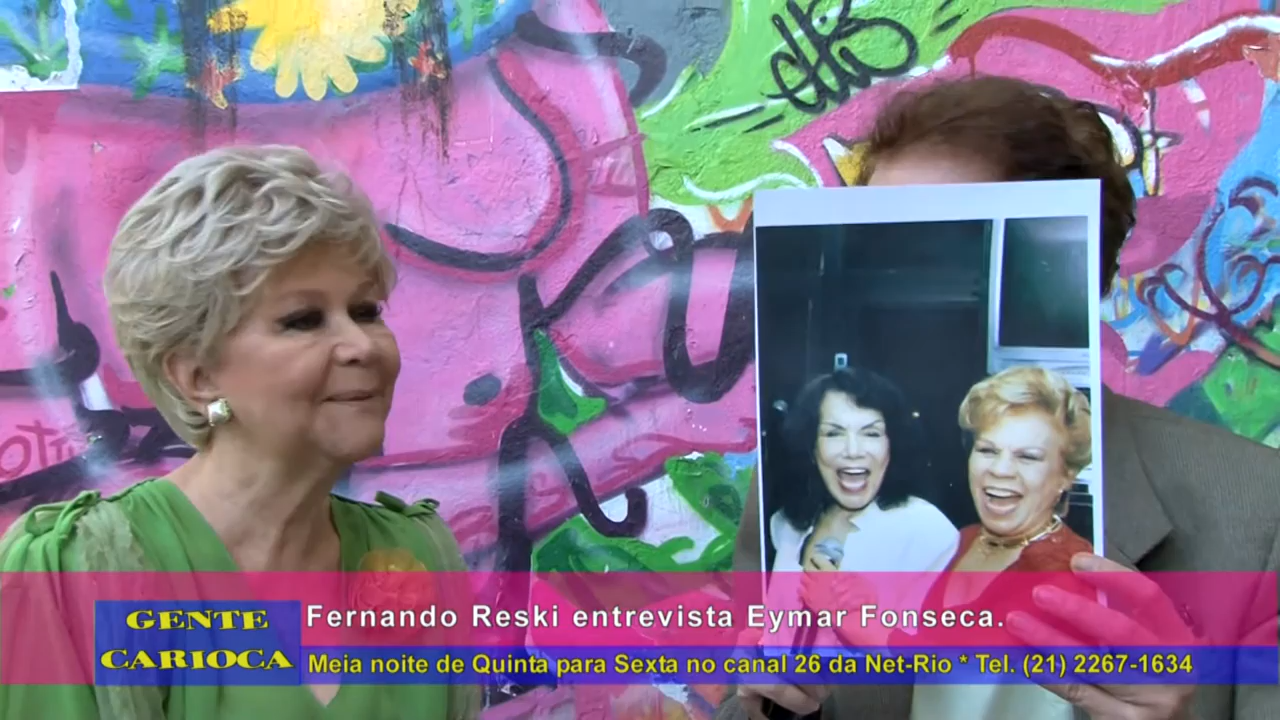 GENTE
CARIOCA
Fernando Reski entrevista Eymar Fonseca.
Meia noite de Quinta para Sexta no canal 26 da Net-Rio * Tel. (21) 2267-1634